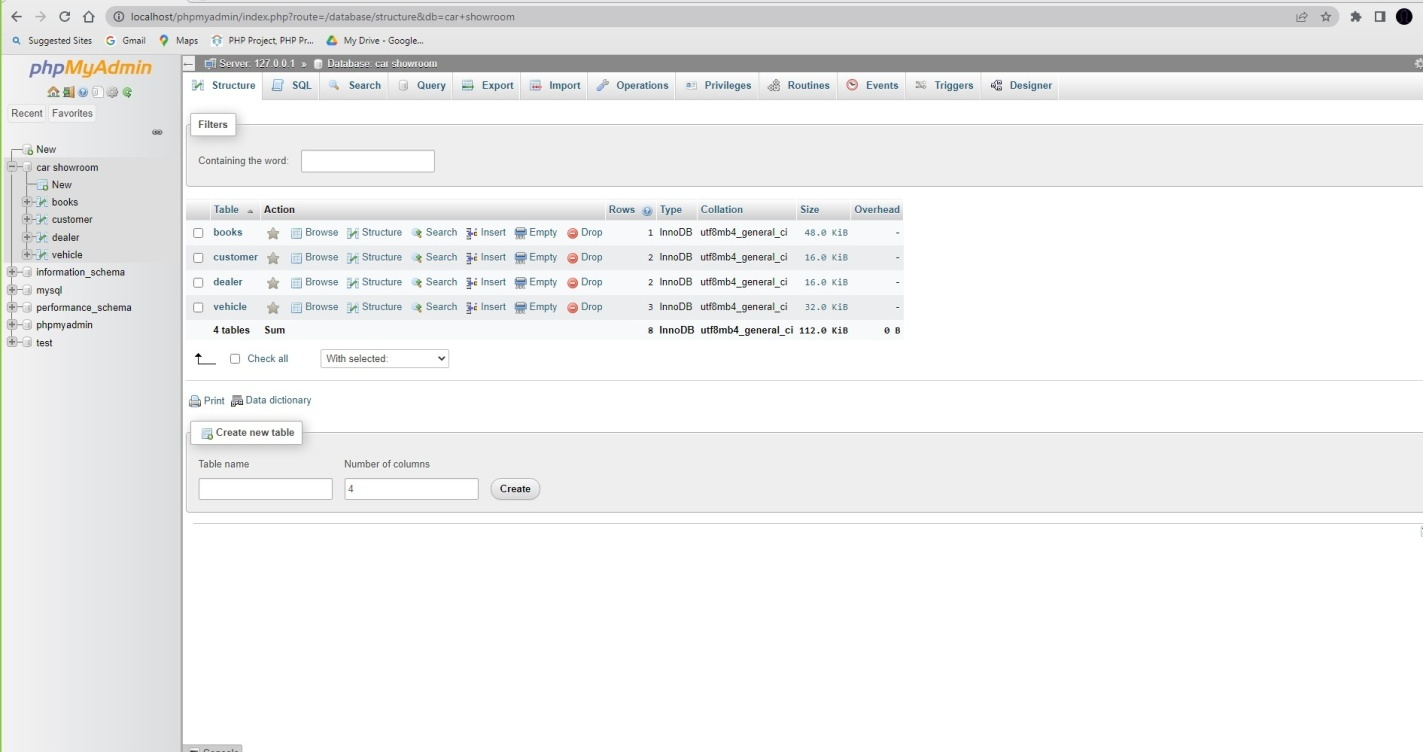 localhost/phpmyadmin/index.php?route=/database/structure&db=car+showroom
Suggested Sites Gmail Maps PHP Project, PHP Pr... My Drive - Google...
phpMyAdmin
Recent Favorites
New
car showroom
New
books
customer
dealer
vehicle
information_schema
mysql
performance_schema
phpmyadmin
test
Server: 127.0.0.1 » Database: car showroom
Structure SQL Search Query Export Import Operations Privileges Routines Events Triggers Designer
Filters
Containing the word:
Table Action Rows Type Collation Size Overhead
books Browse Structure Search Insert Empty Drop 1 InnoDB utf8mb4_general_ci 48.0 KiB -
customer Browse Structure Search Insert Empty Drop 2 InnoDB utf8mb4_general_ci 16.0 KiB -
dealer Browse Structure Search Insert Empty Drop 2 InnoDB utf8mb4_general_ci 16.0 KiB -
vehicle Browse Structure Search Insert Empty Drop 3 InnoDB utf8mb4_general_ci 32.0 KiB -
4 tables Sum 8 InnoDB utf8mb4_general_ci 112.0 KiB 0 B
Check all With selected:
Print Data dictionary
Create new table
Table name Number of columns
4 Create
Console